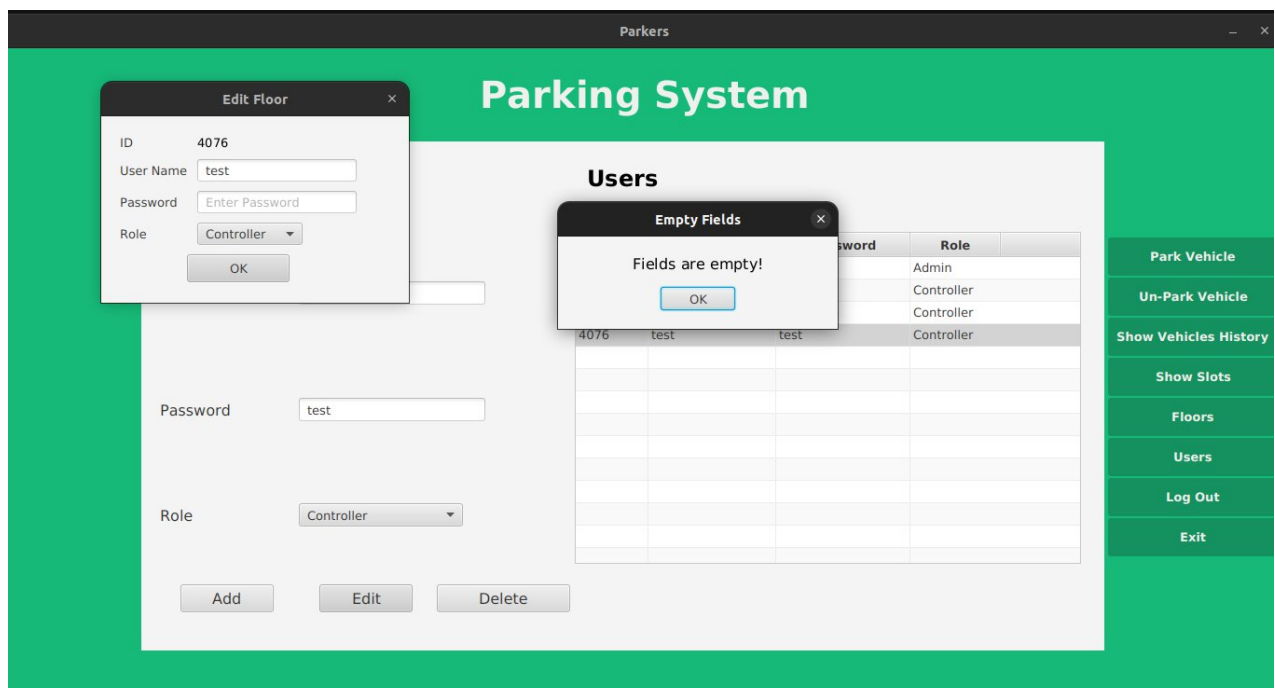 Parkers
Parking System
Edit Floor
ID 4076
User Name test
Password Enter Password
Role Controller
OK
Users
Empty Fields
Fields are empty!
OK
Role
Admin
Controller
Controller
4076 test test Controller
Password test
Role Controller
Add Edit Delete
Park Vehicle
Un-Park Vehicle
Show Vehicles History
Show Slots
Floors
Users
Log Out
Exit